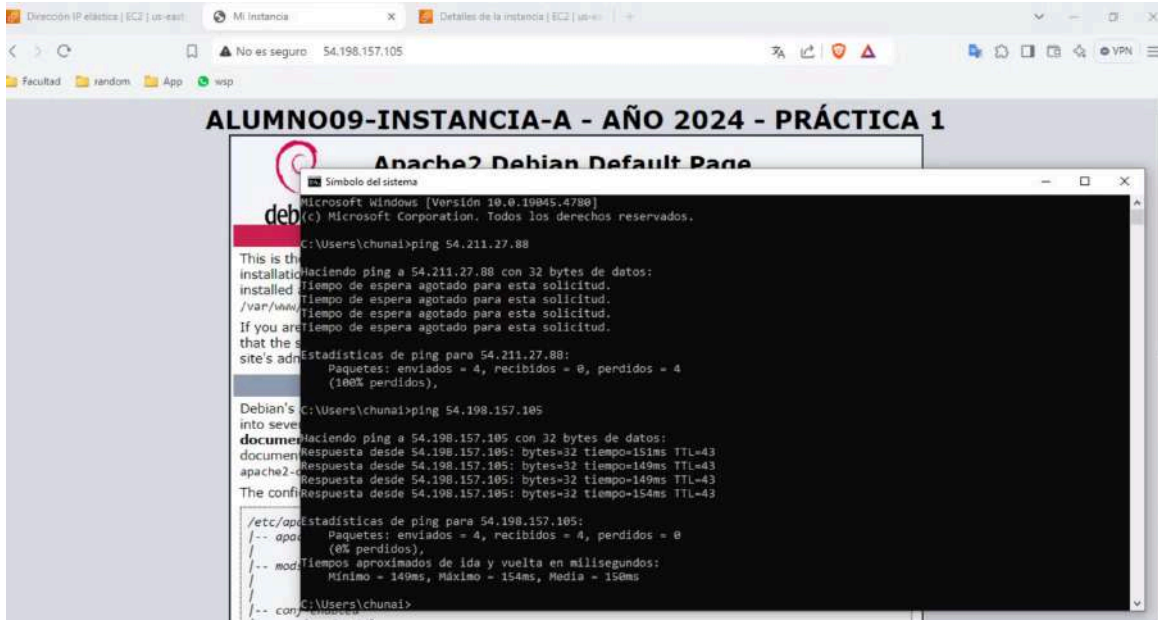 Dirección IP elástica | EC2 | us-east
Mi Instancia
Detalles de la instancia | EC2 | us-e
No es seguro 54.198.157.105
VPN
Facultad random App wsp
ALUMNO09-INSTANCIA-A - AÑO 2024 - PRÁCTICA 1
Apache2 Debian Default Page
deb
Símbolo del sistema
Microsoft Windows [Versión 10.0.19045.4780]
(c) Microsoft Corporation. Todos los derechos reservados.
C:\Users\chunai>ping 54.211.27.88
Haciendo ping a 54.211.27.88 con 32 bytes de datos:
Tiempo de espera agotado para esta solicitud.
Tiempo de espera agotado para esta solicitud.
Tiempo de espera agotado para esta solicitud.
Tiempo de espera agotado para esta solicitud.
Estadísticas de ping para 54.211.27.88:
Paquetes: enviados = 4, recibidos = 0, perdidos = 4
(100% perdidos),
C:\Users\chunai>ping 54.198.157.105
Haciendo ping a 54.198.157.105 con 32 bytes de datos:
Respuesta desde 54.198.157.105: bytes=32 tiempo=151ms TTL=43
Respuesta desde 54.198.157.105: bytes=32 tiempo=149ms TTL=43
Respuesta desde 54.198.157.105: bytes=32 tiempo=149ms TTL=43
Respuesta desde 54.198.157.105: bytes=32 tiempo=154ms TTL=43
Estadísticas de ping para 54.198.157.105:
Paquetes: enviados = 4, recibidos = 4, perdidos = 0
(0% perdidos),
Tiempos aproximados de ida y vuelta en milisegundos:
Mínimo = 149ms, Máximo = 154ms, Media = 150ms
C:\Users\chunai>
This is th
installatio
installed
/var/www/
If you are
that the s
site's adn
Debian's
into seve
documen
documen
apache2-
The confi
/etc/apa
|-- apac
|
|-- mod
|
|
|-- conf